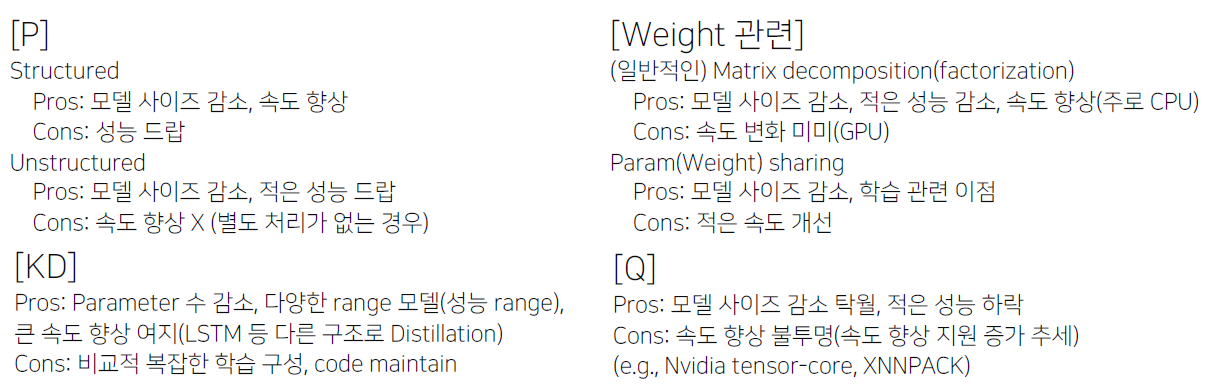 [P]
Structured
Pros: 모델 사이즈 감소, 속도 향상
Cons: 성능 드랍
Unstructured
Pros: 모델 사이즈 감소, 적은 성능 드랍
Cons: 속도 향상 X (별도 처리가 없는 경우)
[KD]
Pros: Parameter 수 감소, 다양한 range 모델(성능 range),
큰 속도 향상 여지(LSTM 등 다른 구조로 Distillation)
Cons: 비교적 복잡한 학습 구성, code maintain
[Weight 관련]
(일반적인) Matrix decomposition(factorization)
Pros: 모델 사이즈 감소, 적은 성능 감소, 속도 향상(주로 CPU)
Cons: 속도 변화 미미(GPU)
Param(Weight) sharing
Pros: 모델 사이즈 감소, 학습 관련 이점
Cons: 적은 속도 개선
[Q]
Pros: 모델 사이즈 감소 탁월, 적은 성능 하락
Cons: 속도 향상 불투명(속도 향상 지원 증가 추세)
(e.g., Nvidia tensor-core, XNNPACK)